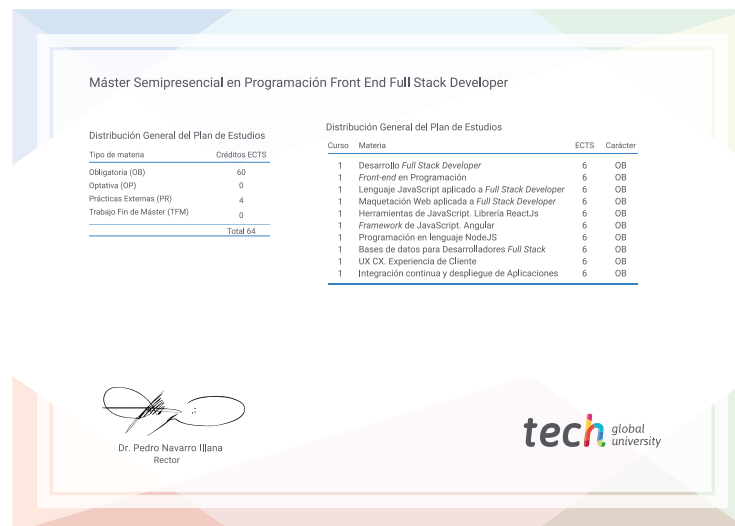 Máster Semipresencial en Programación Front End Full Stack Developer
Distribución General del Plan de Estudios
Tipo de materia Créditos ECTS
Obligatoria (OB) 60
Optativa (OP) 0
Prácticas Externas (PR) 4
Trabajo Fin de Máster (TFM) 0
Total 64
Distribución General del Plan de Estudios
Curso Materia ECTS Carácter
1 Desarrollo Full Stack Developer 6 OB
1 Front-end en Programación 6 OB
1 Lenguaje JavaScript aplicado a Full Stack Developer 6 OB
1 Maquetación Web aplicada a Full Stack Developer 6 OB
1 Herramientas de JavaScript. Librería ReactJs 6 OB
1 Framework de JavaScript. Angular 6 OB
1 Programación en lenguaje NodeJS 6 OB
1 Bases de datos para Desarrolladores Full Stack 6 OB
1 UX CX. Experiencia de Cliente 6 OB
1 Integración continua y despliegue de Aplicaciones 6 OB
Dr. Pedro Navarro Illana
Rector
tech global
university